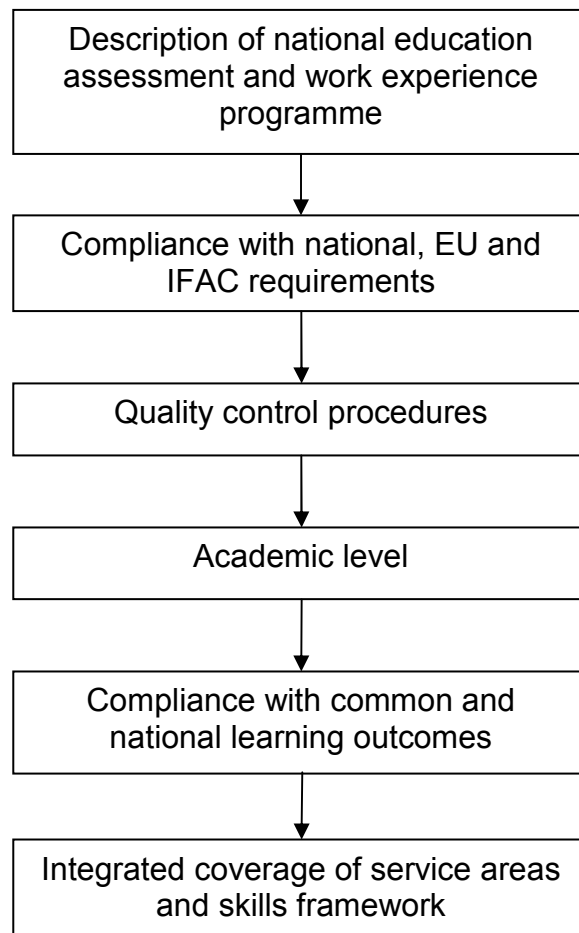 Description of national education
assessment and work experience
programme
Compliance with national, EU and
IFAC requirements
Quality control procedures
Academic level
Compliance with common and
national learning outcomes
Integrated coverage of service areas
and skills framework